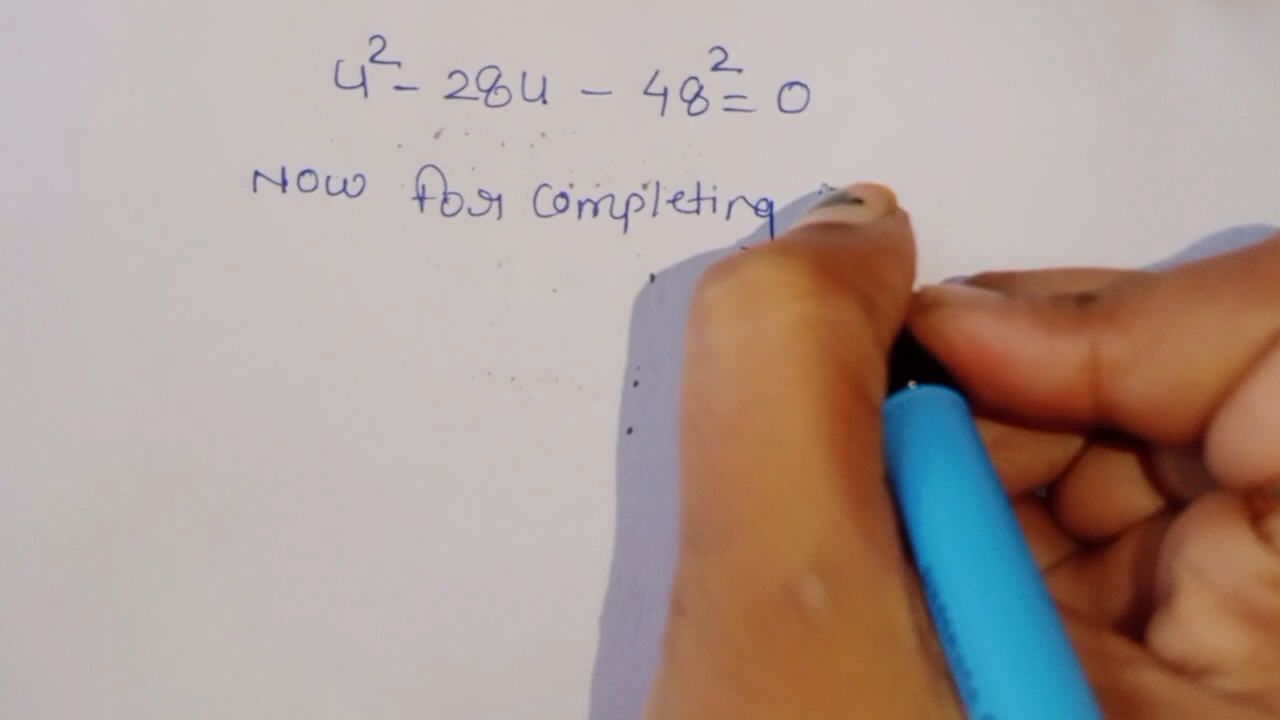 u² - 28u - 48² = 0
Now for completing